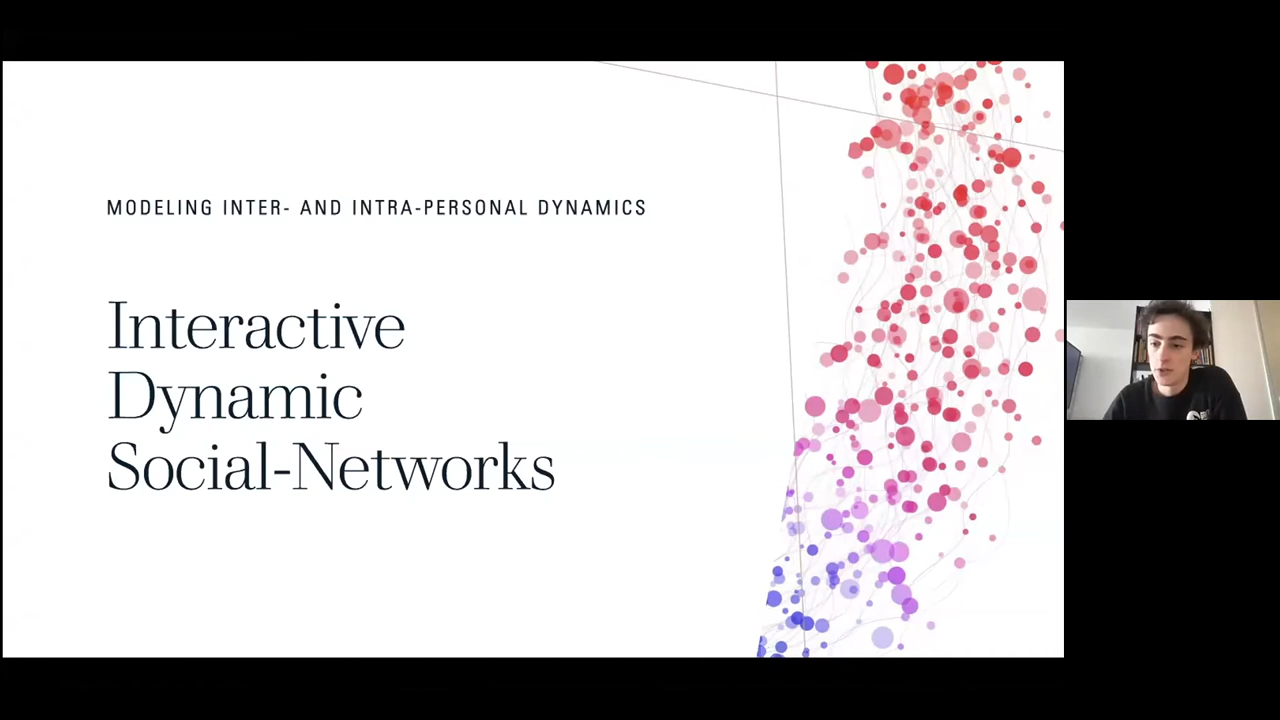 MODELING INTER- AND INTRA-PERSONAL DYNAMICS
Interactive
Dynamic
Social-Networks